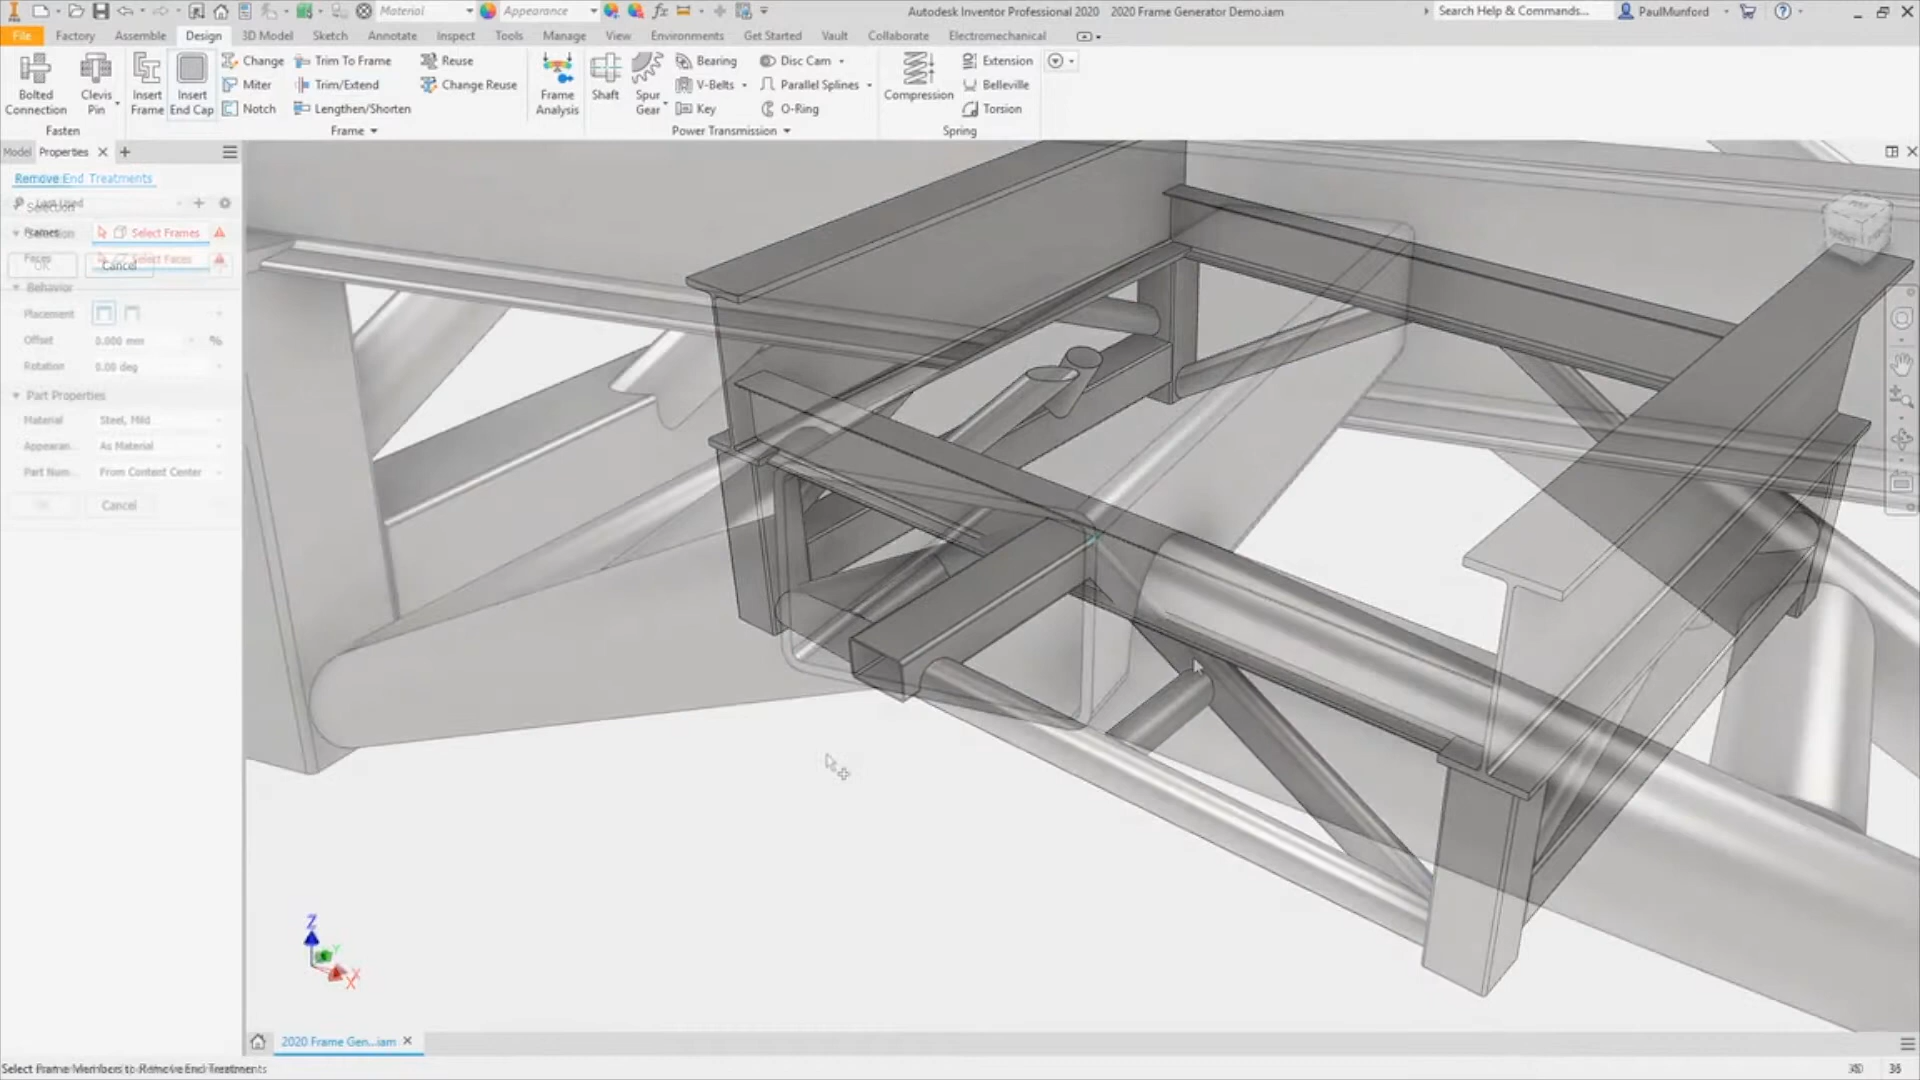 Material
Appearance
Autodesk Inventor Professional 2020 2020 Frame Generator Demo.iam
Search Help & Commands...
PaulMunford
File Factory Assemble Design 3D Model Sketch Annotate Inspect Tools Manage View Environments Get Started Vault Collaborate Electromechanical
Bolted Connection
Clevis Pin
Fasten
Insert Frame
Insert End Cap
Change
Miter
Notch
Trim To Frame
Trim/Extend
Lengthen/Shorten
Reuse
Change Reuse
Frame
Frame Analysis
Shaft
Spur Gear
Bearing
V-Belts
Key
Disc Cam
Parallel Splines
O-Ring
Power Transmission
Compression
Extension
Belleville
Torsion
Spring
Model Properties
Remove End Treatments
Selection
Frames Select Frames
Faces Select Faces
Cancel
Behavior
Placement
Offset 0.000 mm
Rotation 0.00 deg
Part Properties
Material Steel, Mild
Appearan... As Material
Part Num... From Content Center
Cancel
FRONT
Z
Y
X
2020 Frame Gen...iam
Select Frame Members to Remove End Treatments
36